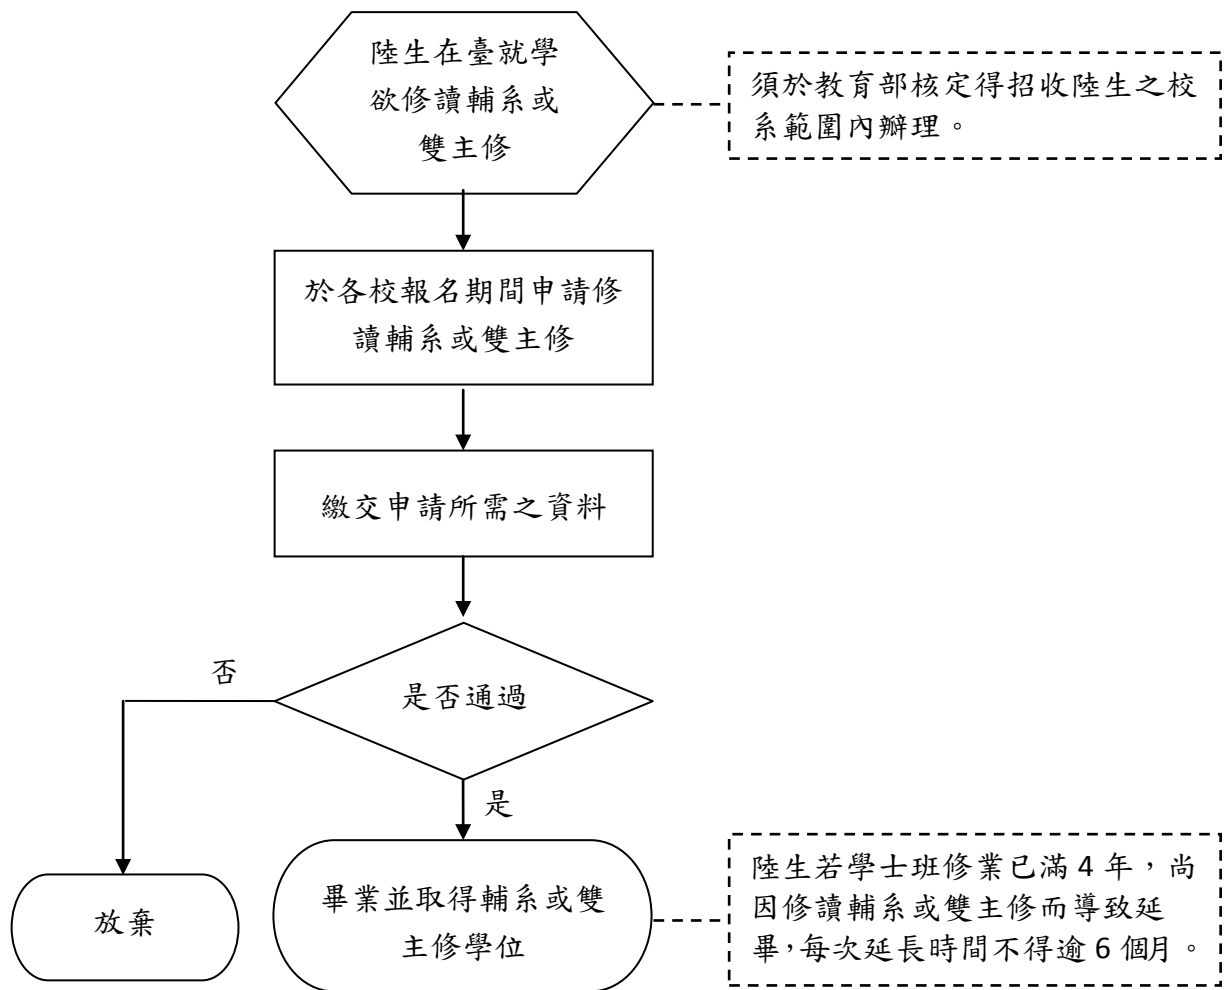 陸生在臺就學
欲修讀輔系或
雙主修
須於教育部核定得招收陸生之校
系範圍內辦理。
於各校報名期間申請修
讀輔系或雙主修
繳交申請所需之資料
否
是否通過
是
放棄
畢業並取得輔系或雙
主修學位
陸生若學士班修業已滿 4 年，尚
因修讀輔系或雙主修而導致延
畢，每次延長時間不得逾 6 個月。